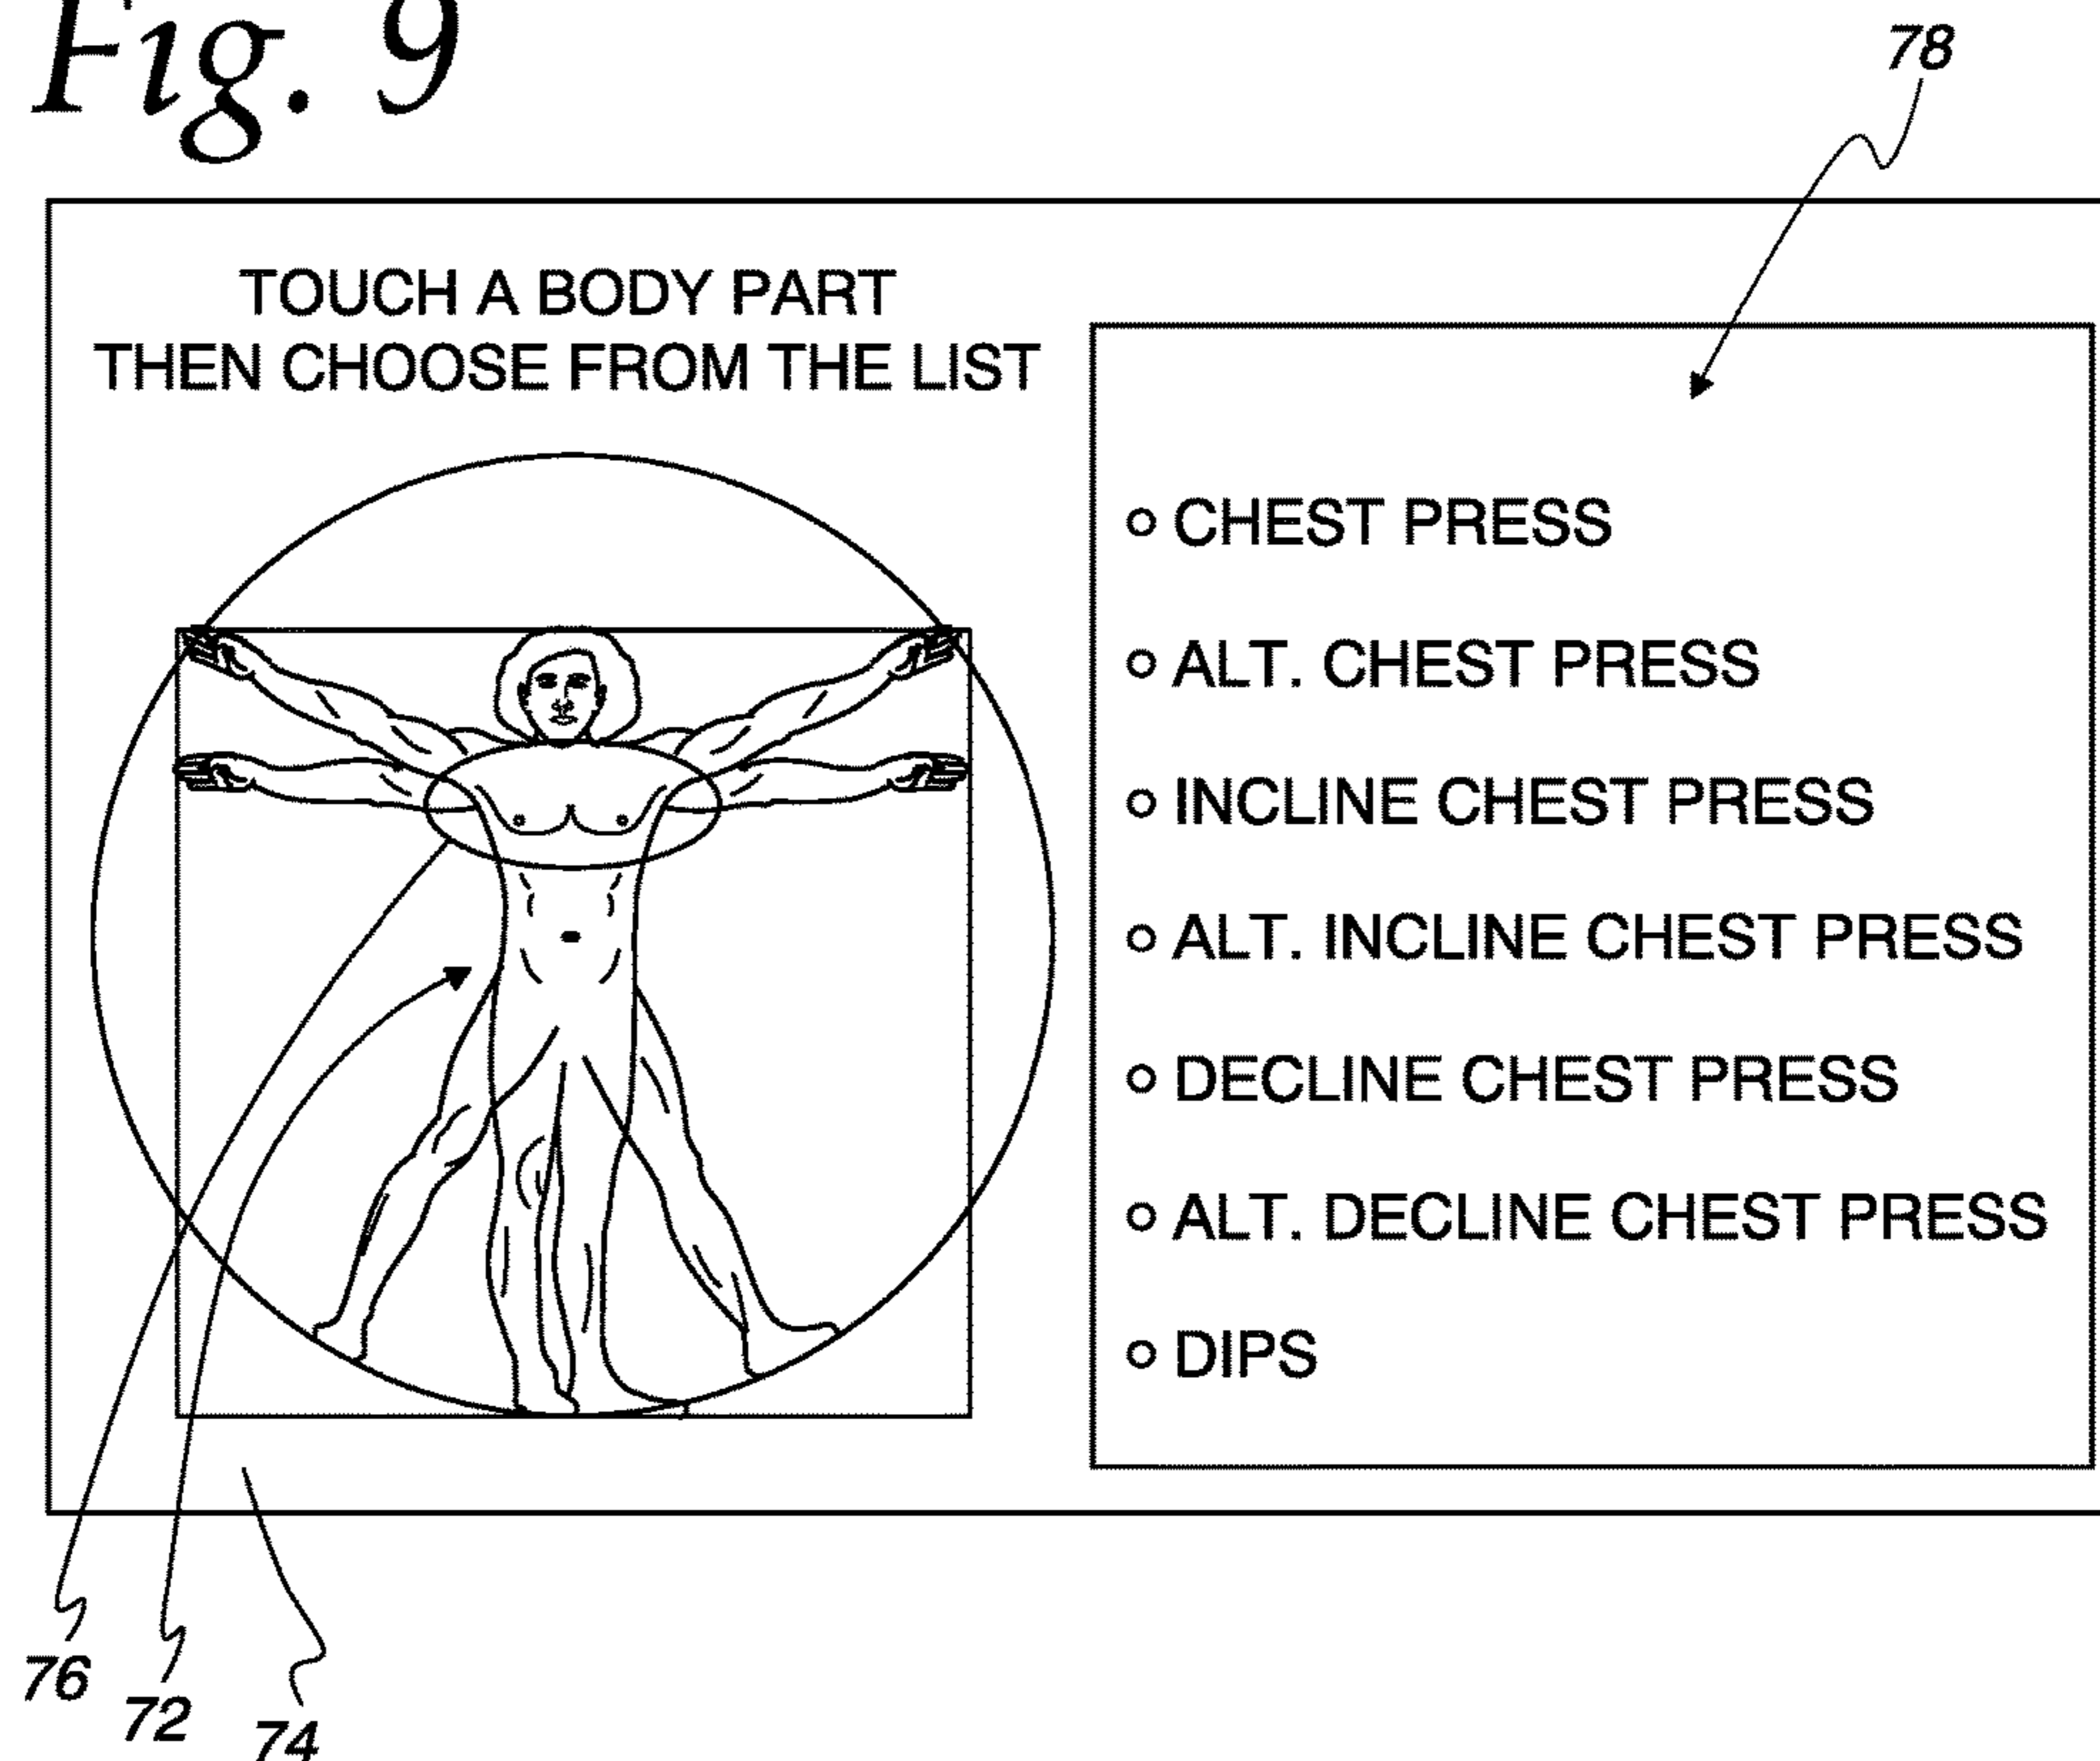 Fig. 9
78
TOUCH A BODY PART
THEN CHOOSE FROM THE LIST
○ CHEST PRESS
○ ALT. CHEST PRESS
○ INCLINE CHEST PRESS
○ ALT. INCLINE CHEST PRESS
○ DECLINE CHEST PRESS
○ ALT. DECLINE CHEST PRESS
○ DIPS
76
72
74